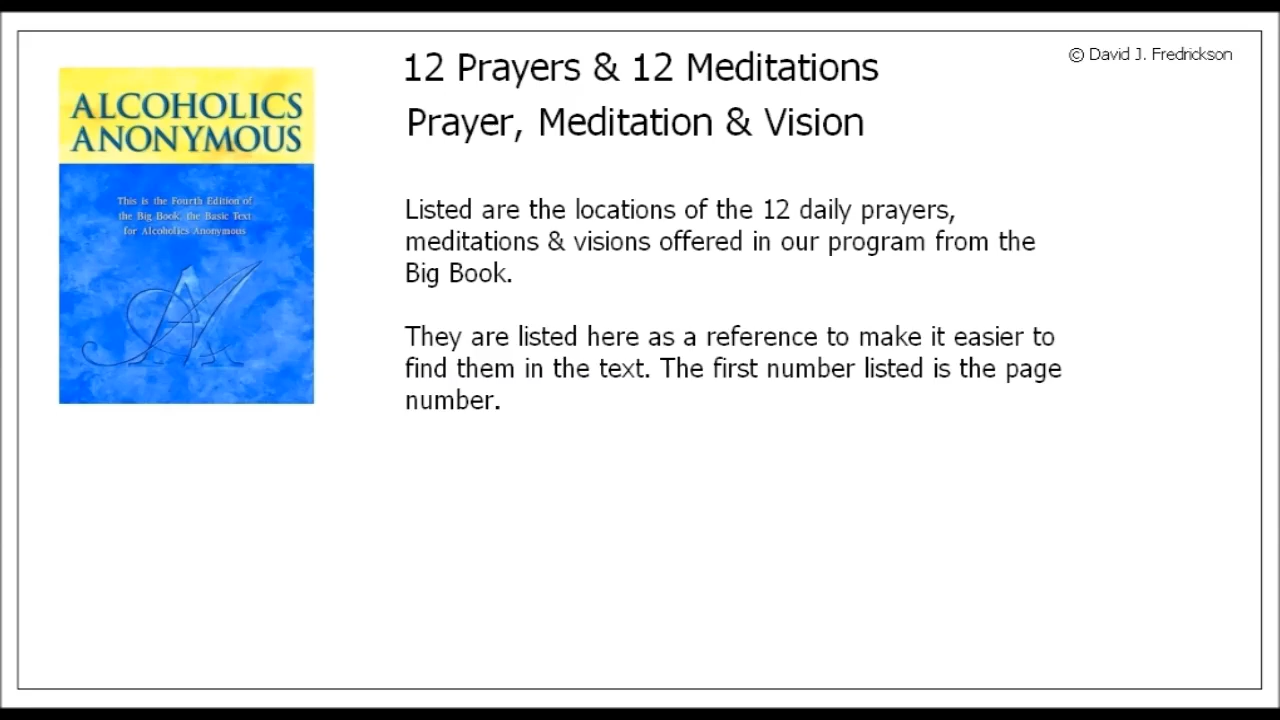 © David J. Fredrickson
12 Prayers & 12 Meditations
Prayer, Meditation & Vision
ALCOHOLICS
ANONYMOUS
This is the Fourth Edition of
the Big Book, the Basic Text
for Alcoholics Anonymous
AA
Listed are the locations of the 12 daily prayers,
meditations & visions offered in our program from the
Big Book.
They are listed here as a reference to make it easier to
find them in the text. The first number listed is the page
number.